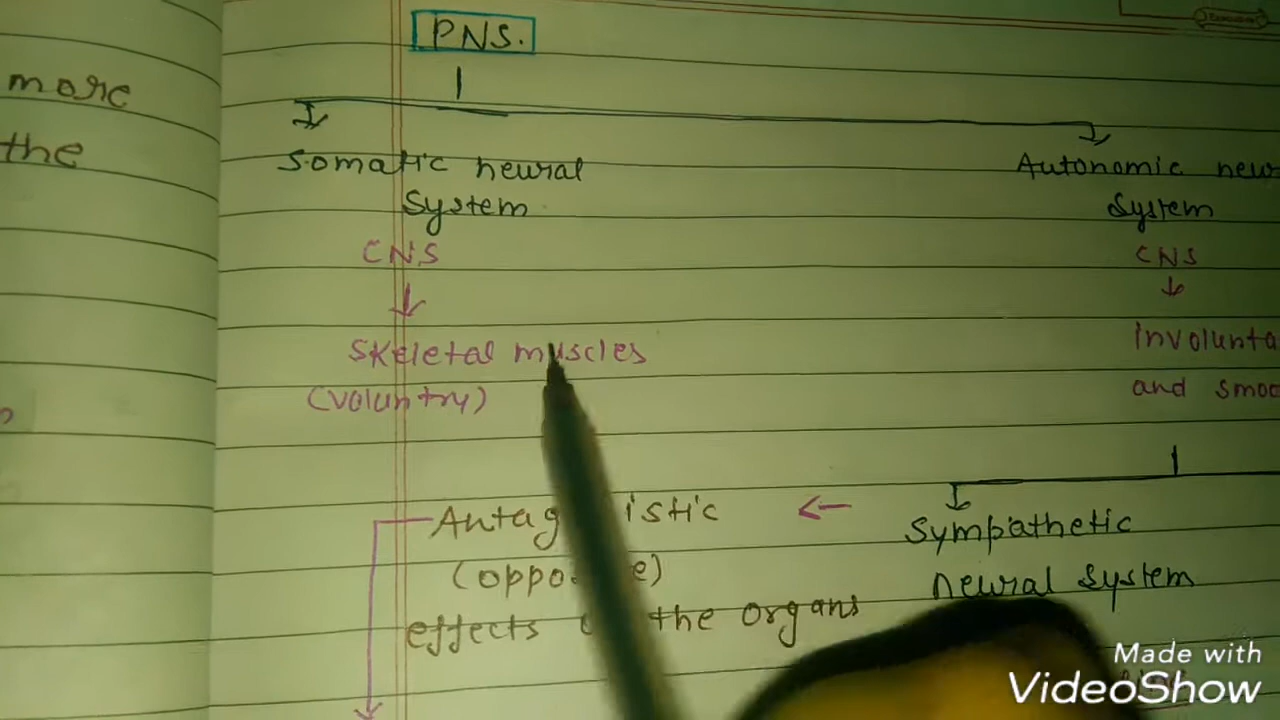 PNS.
more
the
Somatic neural
System
CNS
Skeletal muscles
(voluntry)
Autonomic
System
CNS
and
Sympathetic
neural system
effects
the organs
Made with
VideoShow